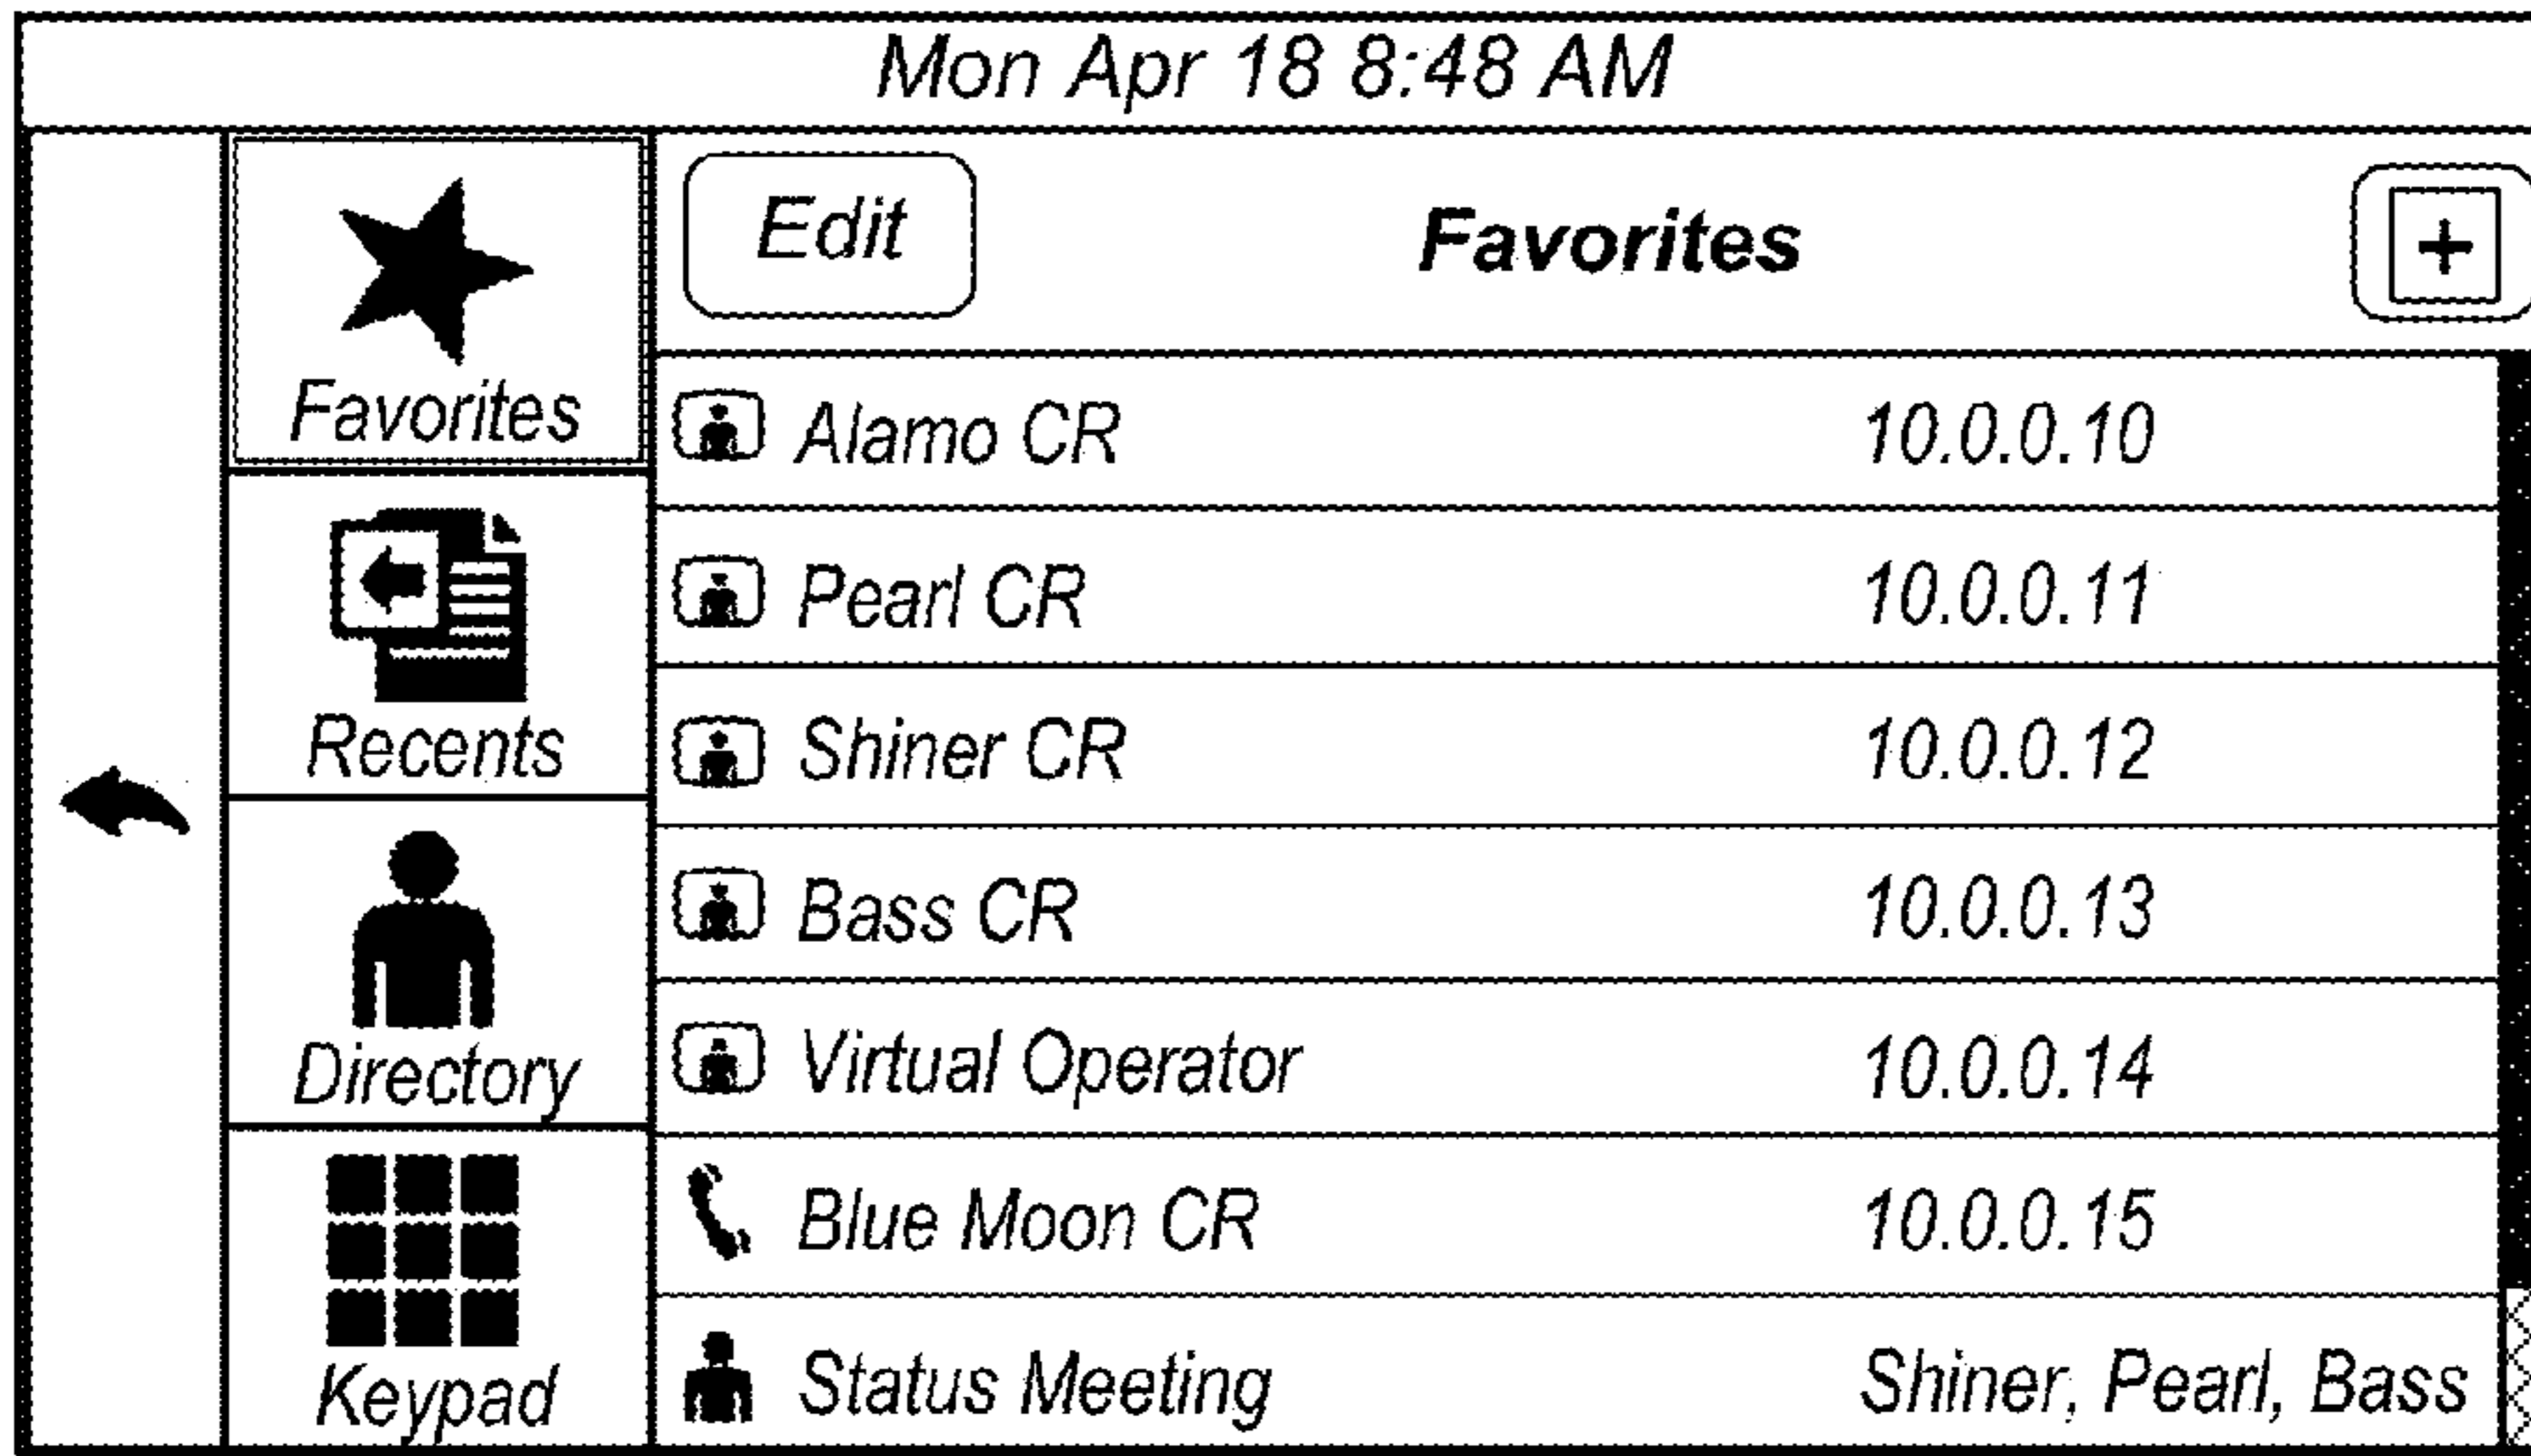 Mon Apr 18 8:48 AM
Favorites
Recents
Directory
Keypad
Edit Favorites +
Alamo CR 10.0.0.10
Pearl CR 10.0.0.11
Shiner CR 10.0.0.12
Bass CR 10.0.0.13
Virtual Operator 10.0.0.14
Blue Moon CR 10.0.0.15
Status Meeting Shiner, Pearl, Bass